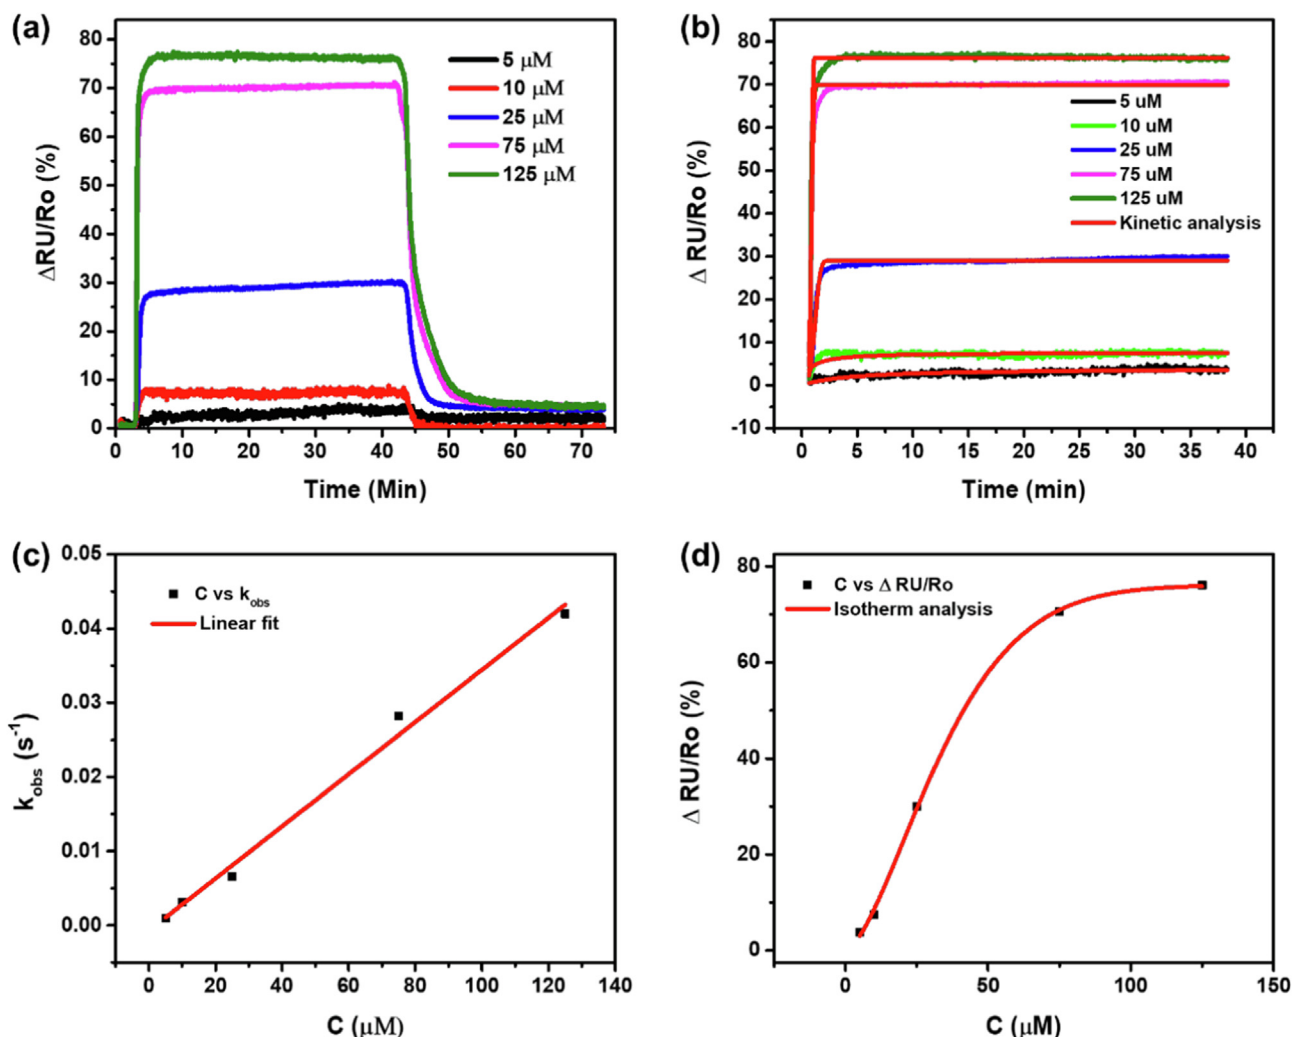 (a)
80
70
60
50
40
30
20
10
0
ΔRU/Ro (%)
0 10 20 30 40 50 60 70
Time (Min)
5 μM
10 μM
25 μM
75 μM
125 μM
(b)
80
70
60
50
40
30
20
10
0
-10
Δ RU/Ro (%)
0 5 10 15 20 25 30 35 40
Time (min)
5 uM
10 uM
25 uM
75 uM
125 uM
Kinetic analysis
(c)
0.05
0.04
0.03
0.02
0.01
0.00
k_obs (s⁻¹)
0 20 40 60 80 100 120 140
C (μM)
C vs k_obs
Linear fit
(d)
80
60
40
20
0
Δ RU/Ro (%)
0 50 100 150
C (μM)
C vs Δ RU/Ro
Isotherm analysis